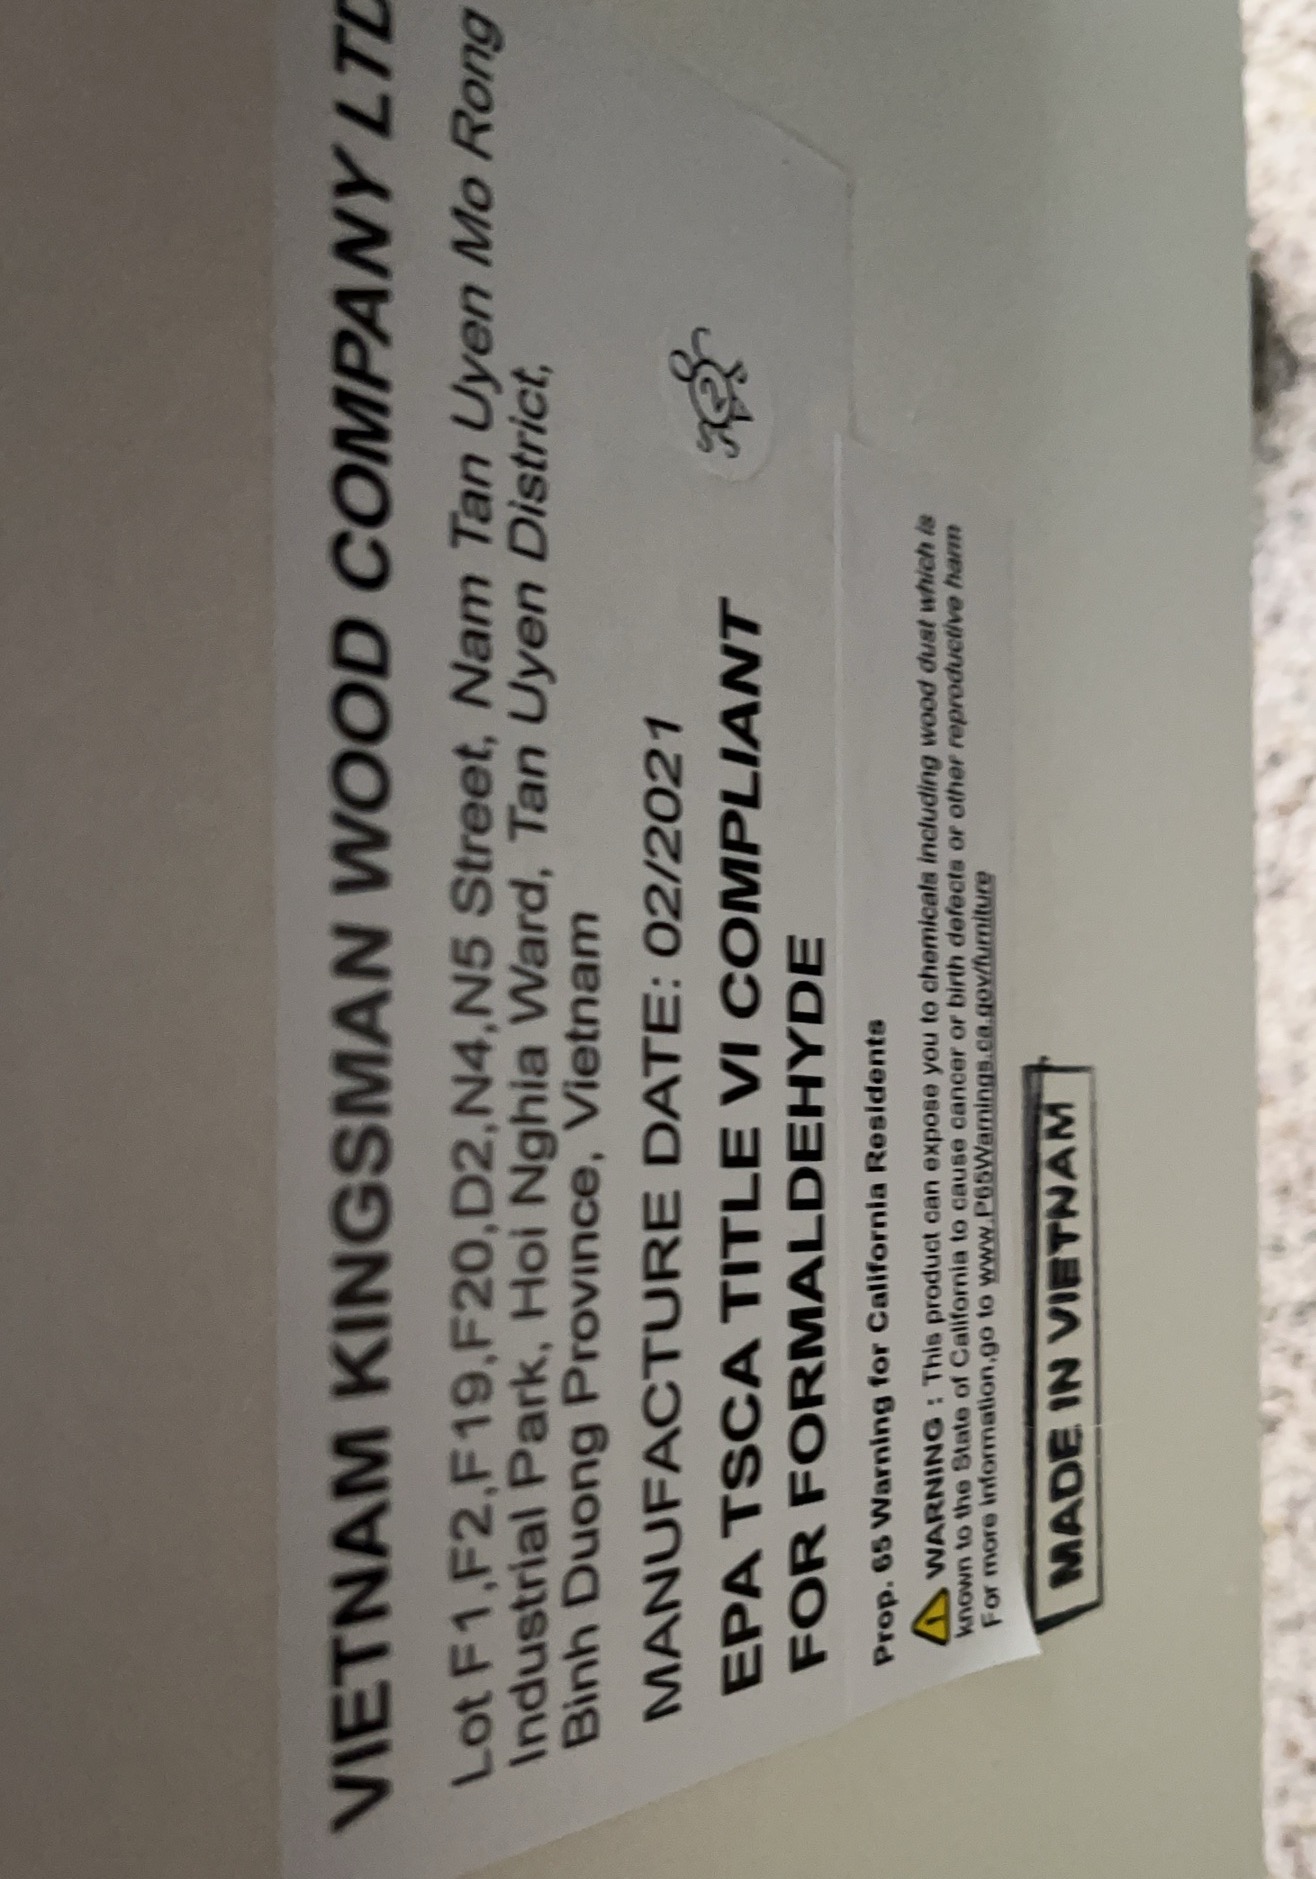 VIETNAM KINGSMAN WOOD COMPANY LTD
Lot F1,F2,F19,F20,D2,N4,N5 Street, Nam Tan Uyen Mo Rong
Industrial Park, Hoi Nghia Ward, Tan Uyen District,
Binh Duong Province, Vietnam
MANUFACTURE DATE: 02/2021
EPA TSCA TITLE VI COMPLIANT
FOR FORMALDEHYDE
Prop. 65 Warning for California Residents
WARNING : This product can expose you to chemicals including wood dust which is
known to the State of California to cause cancer or birth defects or other reproductive harm
For more information,go to www.P65Warnings.ca.gov/furniture
MADE IN VIETNAM